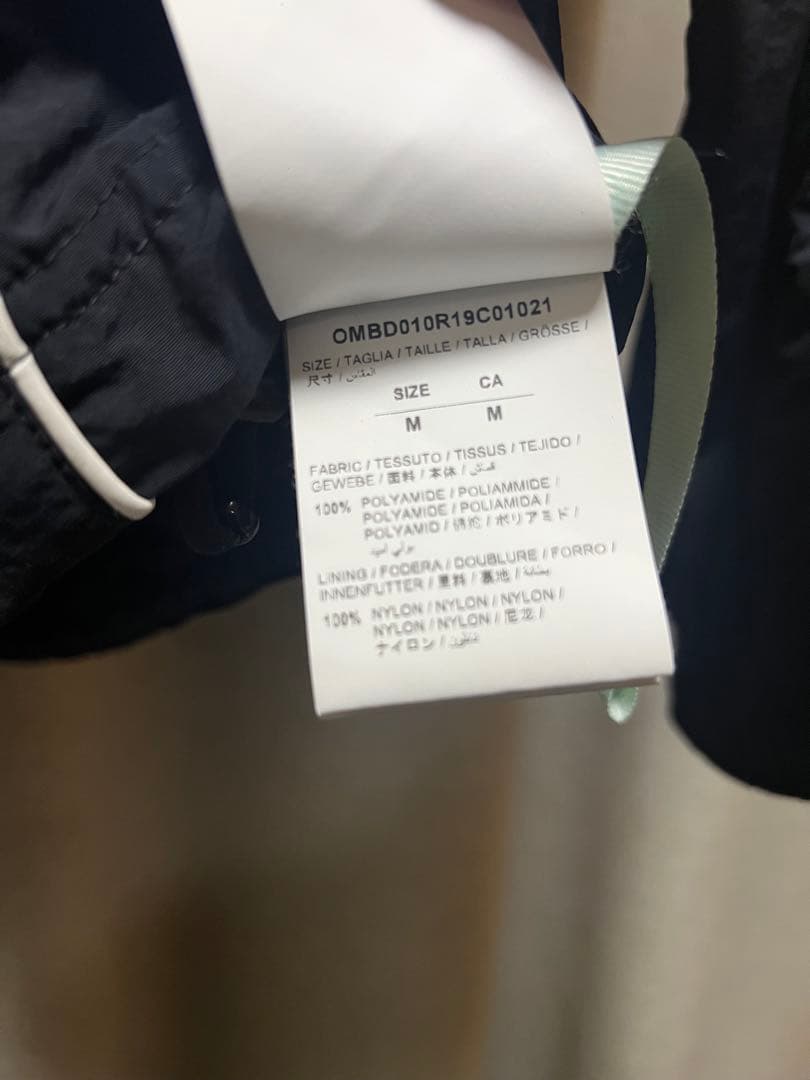 OMBD010R19C01021
SIZE / TAGLIA / TAILLE / TALLA / GRÖSSE /
尺寸 / المقاس
SIZE CA
M M
FABRIC / TESSUTO / TISSUS / TEJIDO /
GEWEBE / 面料 / 本体 /
100% POLYAMIDE / POLIAMMIDE /
POLYAMIDE / POLIAMIDA /
POLYAMID / 锦纶 / ポリアミド /
LINING / FODERA / DOUBLURE / FORRO /
INNENFUTTER / 里料 / 裏地 / بطانة
100% NYLON / NYLON / NYLON /
NYLON / NYLON / 尼龙 /
ナイロン /